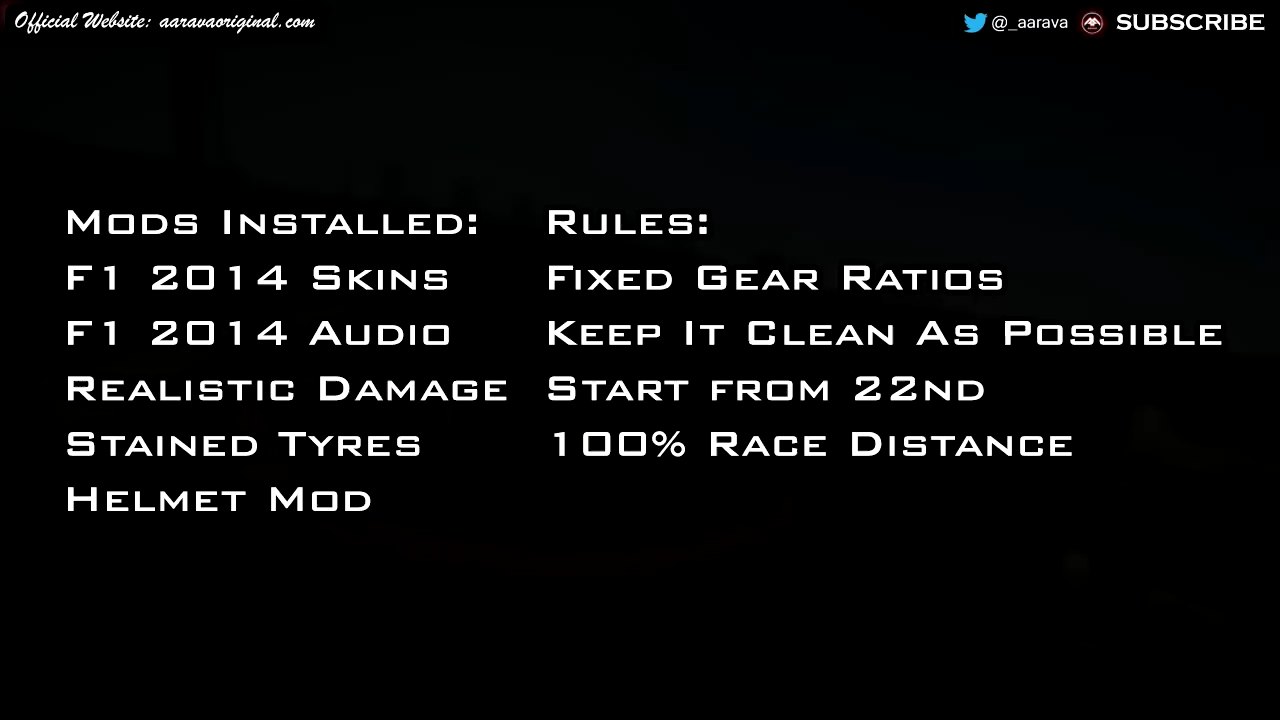 Official Website: aaravaoriginal.com
@_aarava
SUBSCRIBE
Mods Installed:
F1 2014 Skins
F1 2014 Audio
Realistic Damage
Stained Tyres
Helmet Mod
Rules:
Fixed Gear Ratios
Keep It Clean As Possible
Start from 22nd
100% Race Distance